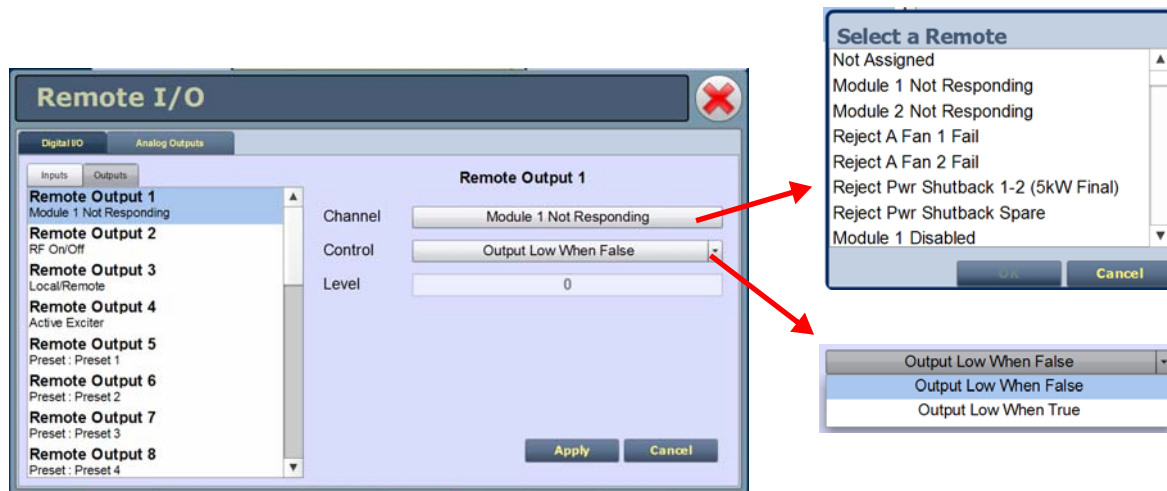 Remote I/O
Digital I/O
Analog Outputs
Inputs
Outputs
Remote Output 1
Module 1 Not Responding
Remote Output 2
RF On/Off
Remote Output 3
Local/Remote
Remote Output 4
Active Exciter
Remote Output 5
Preset : Preset 1
Remote Output 6
Preset : Preset 2
Remote Output 7
Preset : Preset 3
Remote Output 8
Preset : Preset 4
Remote Output 1
Channel
Module 1 Not Responding
Control
Output Low When False
Level
0
Apply
Cancel
Select a Remote
Not Assigned
Module 1 Not Responding
Module 2 Not Responding
Reject A Fan 1 Fail
Reject A Fan 2 Fail
Reject Pwr Shutback 1-2 (5kW Final)
Reject Pwr Shutback Spare
Module 1 Disabled
OK
Cancel
Output Low When False
Output Low When False
Output Low When True